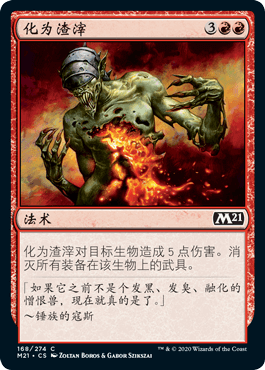 化为渣滓 3
法术 M21
化为渣滓对目标生物造成5点伤害。消
灭所有装备在该生物上的武具。
「如果它之前不是个发黑、发臭、融化的
憎恨兽,现在就真的是了。」
～锤族的寇斯
168/274 C
M21 • CS ZOLTAN BOROS & GABOR SZIKSZAI ™ & © 2020 Wizards of the Coast